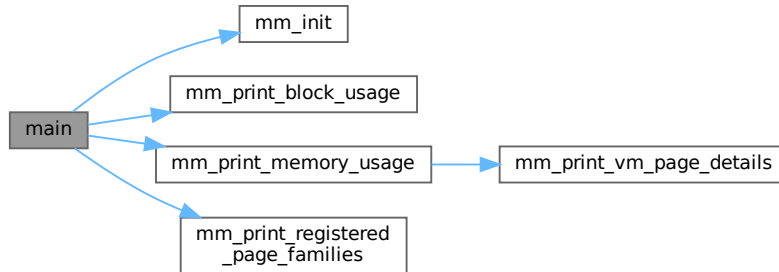 mm_init
mm_print_block_usage
main
mm_print_memory_usage
mm_print_vm_page_details
mm_print_registered
_page_families